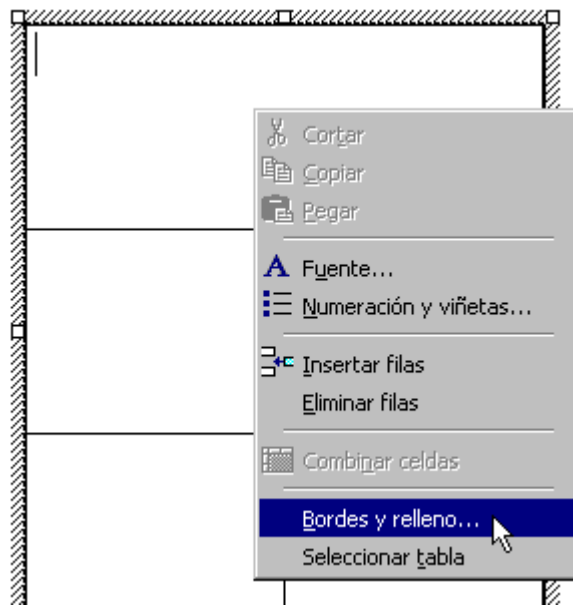 Cortar
Copiar
Pegar
Fuente...
Numeración y viñetas...
Insertar filas
Eliminar filas
Combinar celdas
Bordes y relleno...
Seleccionar tabla